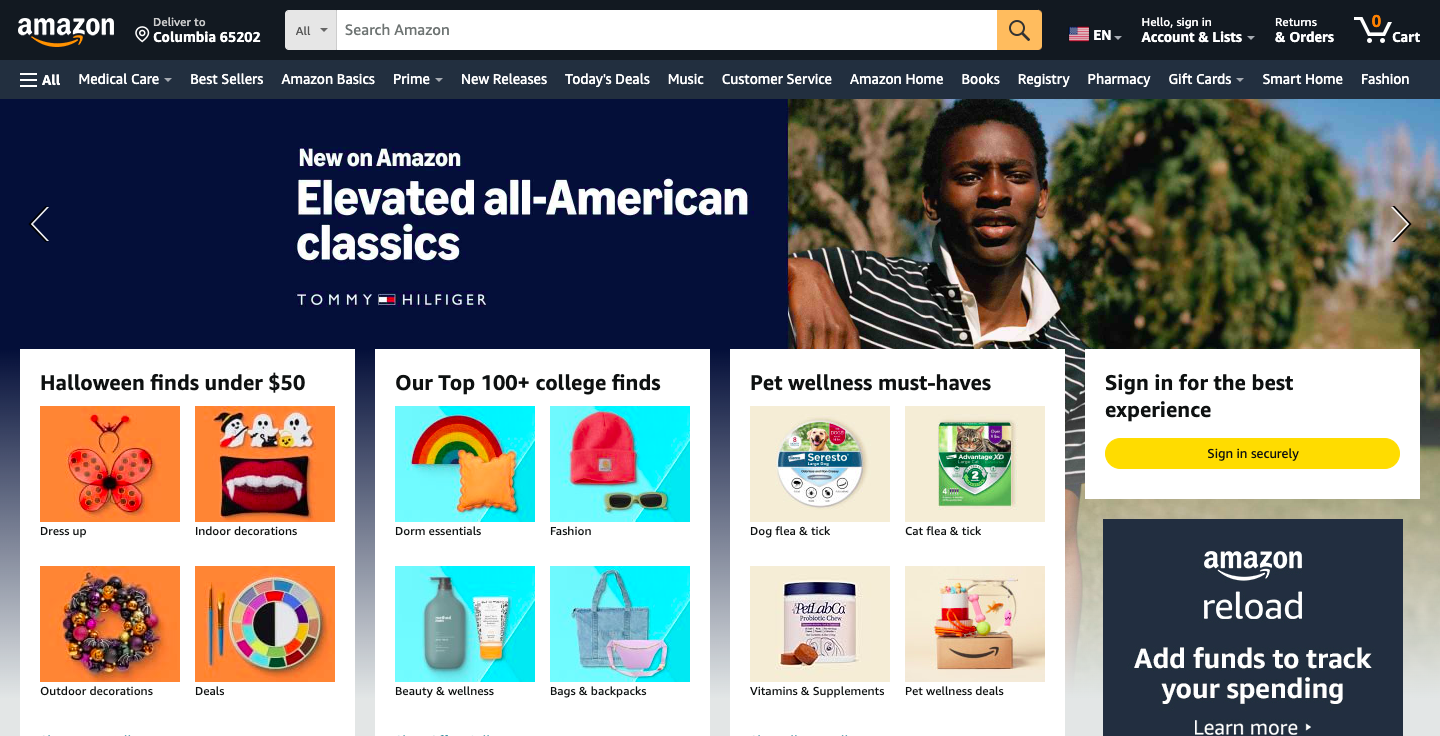 amazon
Deliver to
Columbia 65202
All
Search Amazon
EN
Hello, sign in
Account & Lists
Returns
& Orders
0
Cart
All
Medical Care
Best Sellers
Amazon Basics
Prime
New Releases
Today's Deals
Music
Customer Service
Amazon Home
Books
Registry
Pharmacy
Gift Cards
Smart Home
Fashion
New on Amazon
Elevated all-American
classics
TOMMY HILFIGER
Halloween finds under $50
Dress up
Indoor decorations
Outdoor decorations
Deals
Our Top 100+ college finds
Dorm essentials
Fashion
Beauty & wellness
Bags & backpacks
Pet wellness must-haves
Seresto
Large Dog
Dog flea & tick
Advantage XD
Large Cat
2
Cat flea & tick
PetLabCo.
Probiotic Chew
Vitamins & Supplements
Pet wellness deals
Sign in for the best
experience
Sign in securely
amazon
reload
Add funds to track
your spending
Learn more